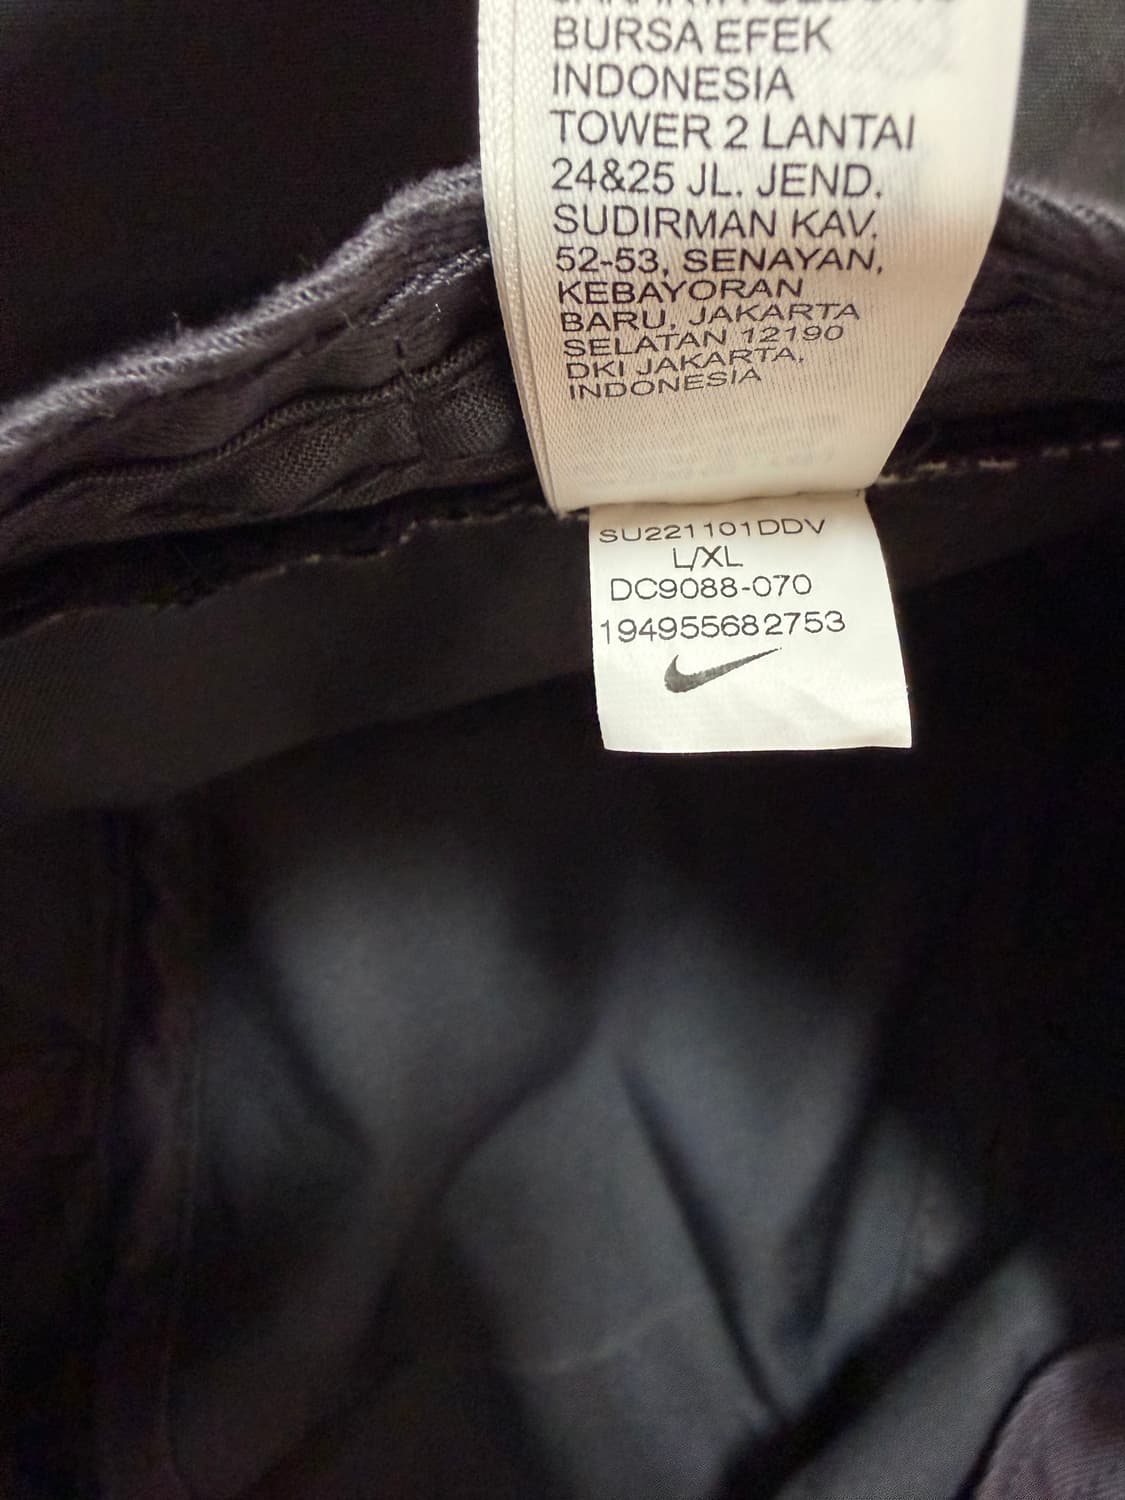 BURSA EFEK
INDONESIA
TOWER 2 LANTAI
24&25 JL. JEND.
SUDIRMAN KAV.
52-53, SENAYAN,
KEBAYORAN
BARU, JAKARTA
SELATAN 12190
DKI JAKARTA,
INDONESIA
SU221101DDV
L/XL
DC9088-070
194955682753